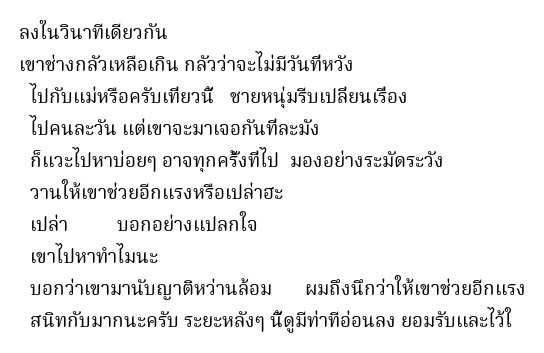 ลงในวินาทีเดียวกัน
เขาช่างกลัวเหลือเกิน กลัวว่าจะไม่มีวันที่หวัง
ไปกับแม่หรือครับเที่ยวนี้ ชายหนุ่มรีบเปลี่ยนเรื่อง
ไปคนละวัน แต่เขาจะมาเจอกันที่ละมัง
ก็แวะไปหาบ่อยๆ อาจทุกครั้งที่ไป มองอย่างระมัดระวัง
วานให้เขาช่วยอีกแรงหรือเปล่าฮะ
เปล่า บอกอย่างแปลกใจ
เขาไปหาทำไมนะ
บอกว่าเขามานับญาติหว่านล้อม ผมถึงนึกว่าให้เขาช่วยอีกแรง
สนิทกับมากนะครับ ระยะหลังๆ นี้ดูมีท่าทีอ่อนลง ยอมรับและไว้ใ